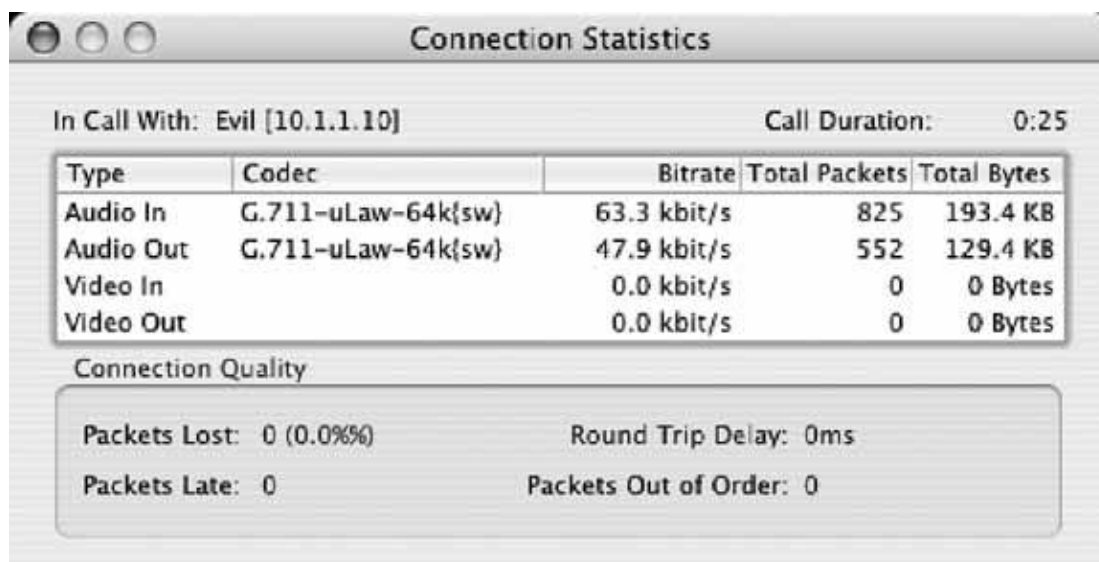 Connection Statistics
In Call With: Evil [10.1.1.10] Call Duration: 0:25
Type Codec Bitrate Total Packets Total Bytes
Audio In G.711-uLaw-64k{sw} 63.3 kbit/s 825 193.4 KB
Audio Out G.711-uLaw-64k{sw} 47.9 kbit/s 552 129.4 KB
Video In 0.0 kbit/s 0 0 Bytes
Video Out 0.0 kbit/s 0 0 Bytes
Connection Quality
Packets Lost: 0 (0.0%%) Round Trip Delay: 0ms
Packets Late: 0 Packets Out of Order: 0